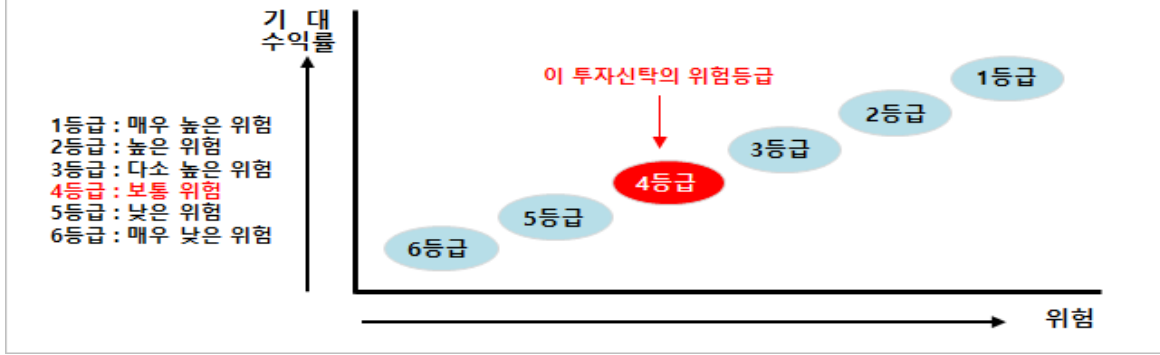 기 대
수익률
이 투자신탁의 위험등급
1등급
2등급
3등급
4등급
5등급
6등급
1등급 : 매우 높은 위험
2등급 : 높은 위험
3등급 : 다소 높은 위험
4등급 : 보통 위험
5등급 : 낮은 위험
6등급 : 매우 낮은 위험
위험